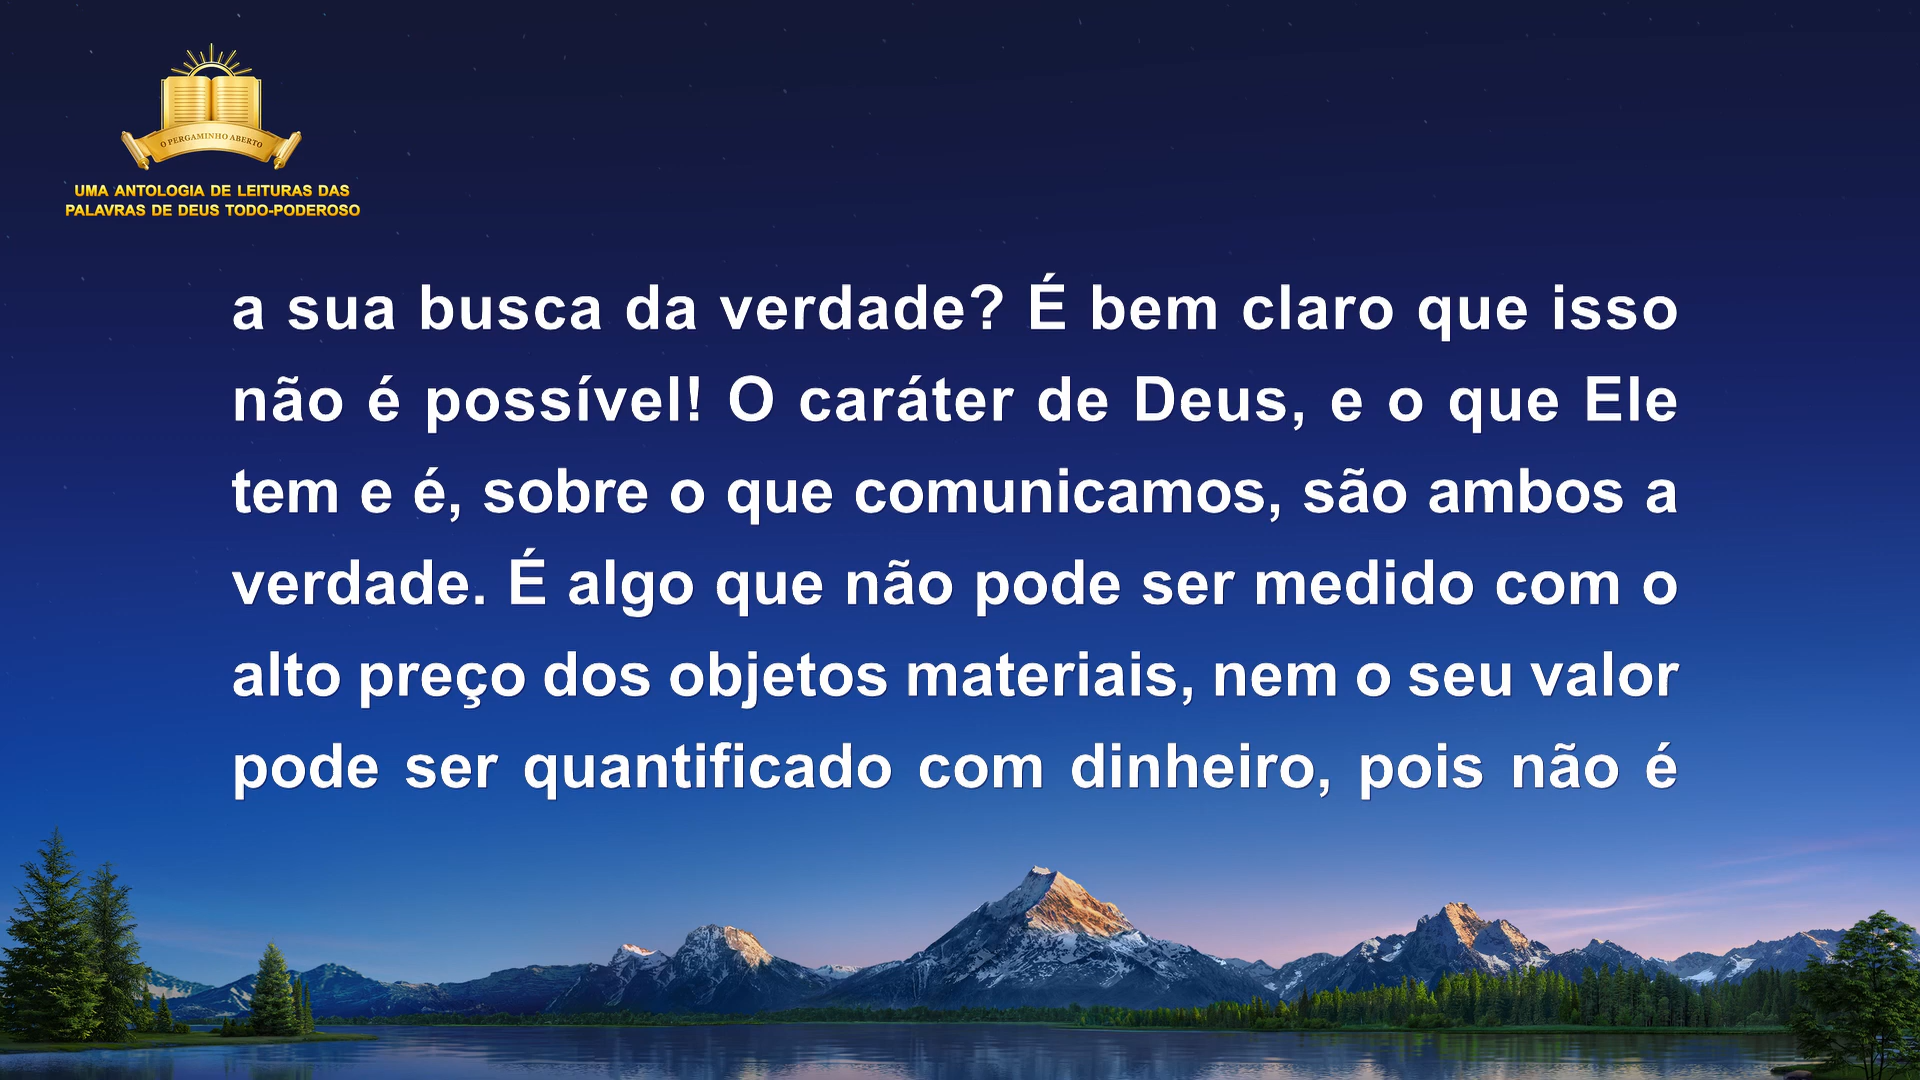 O PERGAMINHO ABERTO
UMA ANTOLOGIA DE LEITURAS DAS
PALAVRAS DE DEUS TODO-PODEROSO
a sua busca da verdade? É bem claro que isso
não é possível! O caráter de Deus, e o que Ele
tem e é, sobre o que comunicamos, são ambos a
verdade. É algo que não pode ser medido com o
alto preço dos objetos materiais, nem o seu valor
pode ser quantificado com dinheiro, pois não é